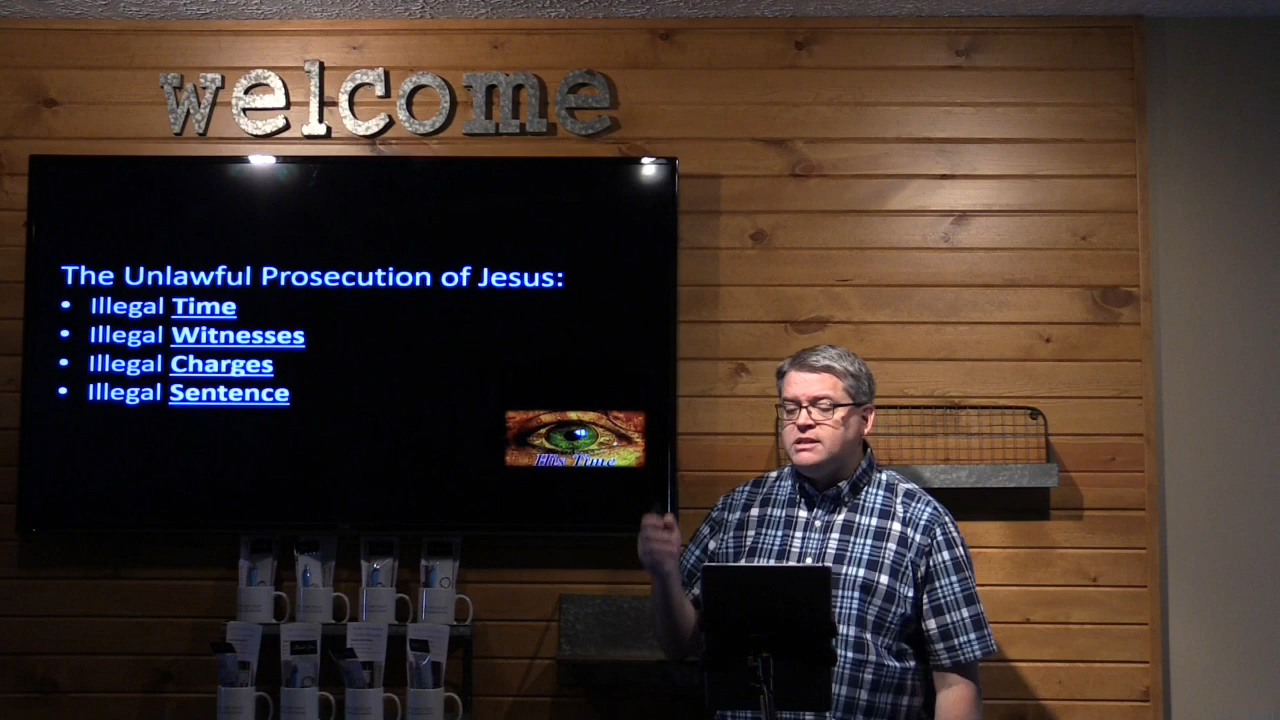 welcome
The Unlawful Prosecution of Jesus:
• Illegal Time
• Illegal Witnesses
• Illegal Charges
• Illegal Sentence
His Time